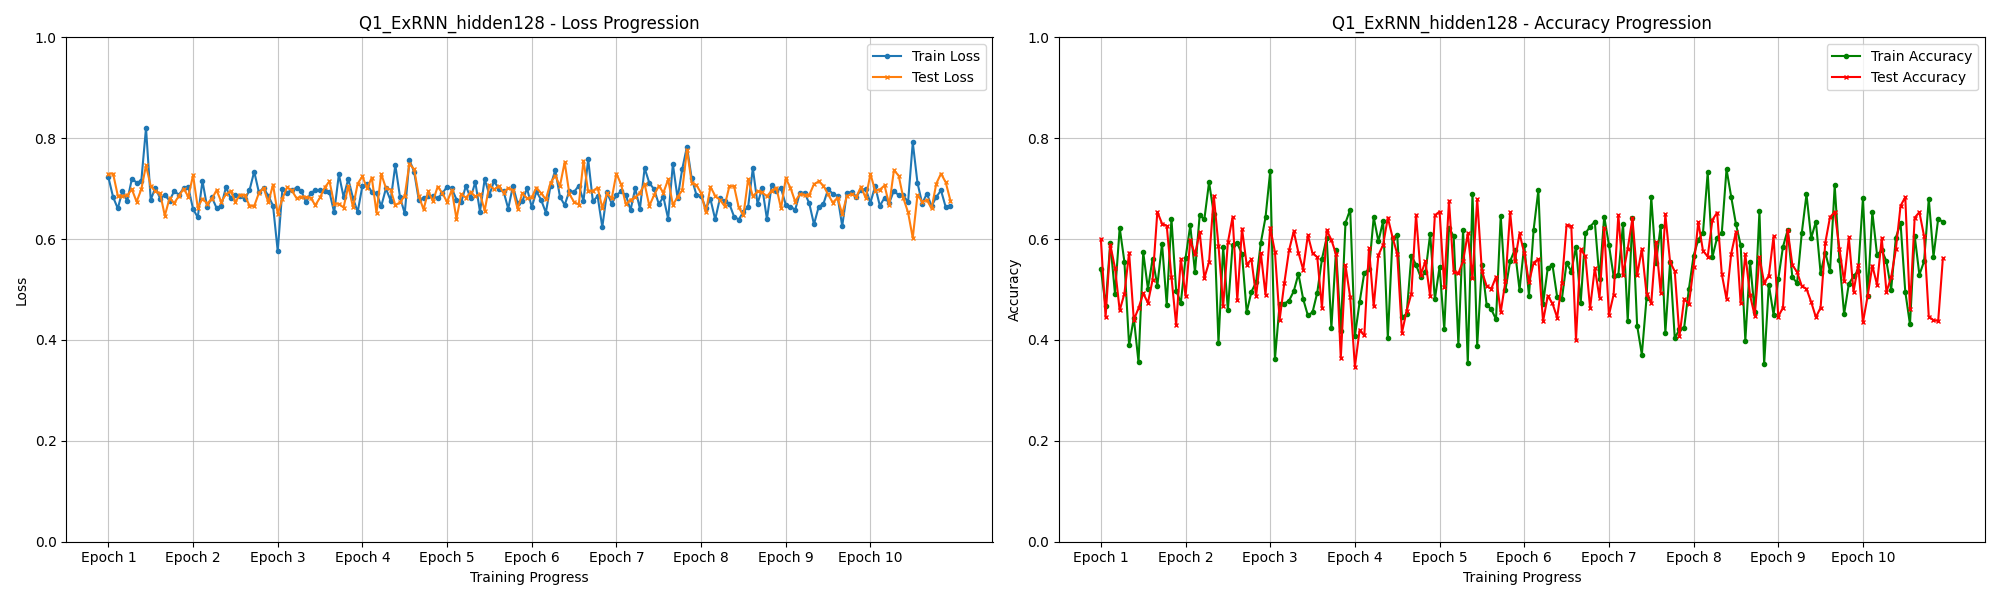 Q1_ExRNN_hidden128 - Loss Progression
1.0
0.8
0.6
0.4
0.2
0.0
Loss
Train Loss
Test Loss
Epoch 1 Epoch 2 Epoch 3 Epoch 4 Epoch 5 Epoch 6 Epoch 7 Epoch 8 Epoch 9 Epoch 10
Training Progress
Q1_ExRNN_hidden128 - Accuracy Progression
1.0
0.8
0.6
0.4
0.2
0.0
Accuracy
Train Accuracy
Test Accuracy
Epoch 1 Epoch 2 Epoch 3 Epoch 4 Epoch 5 Epoch 6 Epoch 7 Epoch 8 Epoch 9 Epoch 10
Training Progress